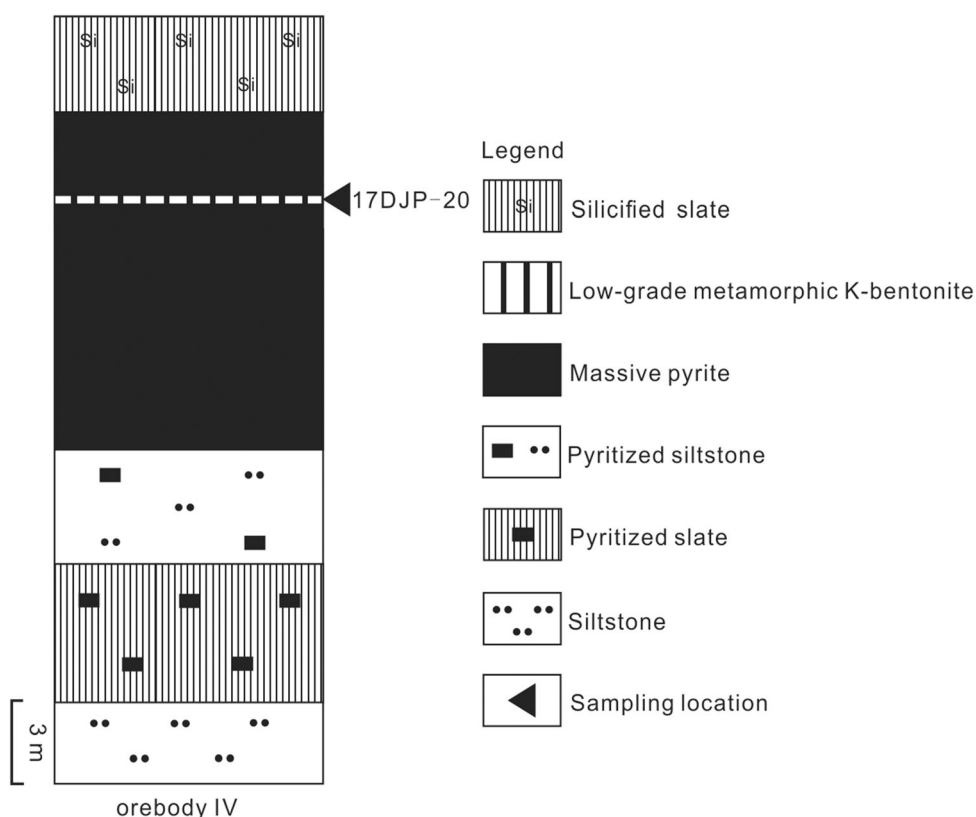 Si Si Si
Si Si
17DJP-20
3 m
orebody IV
Legend
Si Silicified slate
Low-grade metamorphic K-bentonite
Massive pyrite
Pyritized siltstone
Pyritized slate
Siltstone
Sampling location